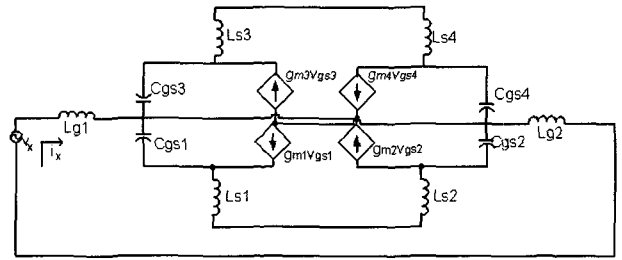 Ls3
Ls4
gm3Vgs3
gm4Vgs4
Cgs3
Cgs4
Lg1
Lg2
Vx
Ix
Cgs1
gm1Vgs1
gm2Vgs2
Cgs2
Ls1
Ls2